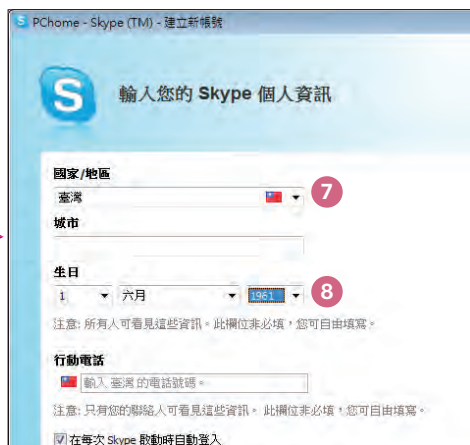 PChome - Skype (TM) - 建立新帳號
S 輸入您的 Skype 個人資訊
國家/地區
臺灣 7
城市
生日
1 六月 1961 8
注意: 所有人可看見這些資訊。此欄位非必填，您可自由填寫。
行動電話
輸入 臺灣 的電話號碼。
注意: 只有您的聯絡人可看見這些資訊。 此欄位非必填，您可自由填寫。
在每次 Skype 啟動時自動登入